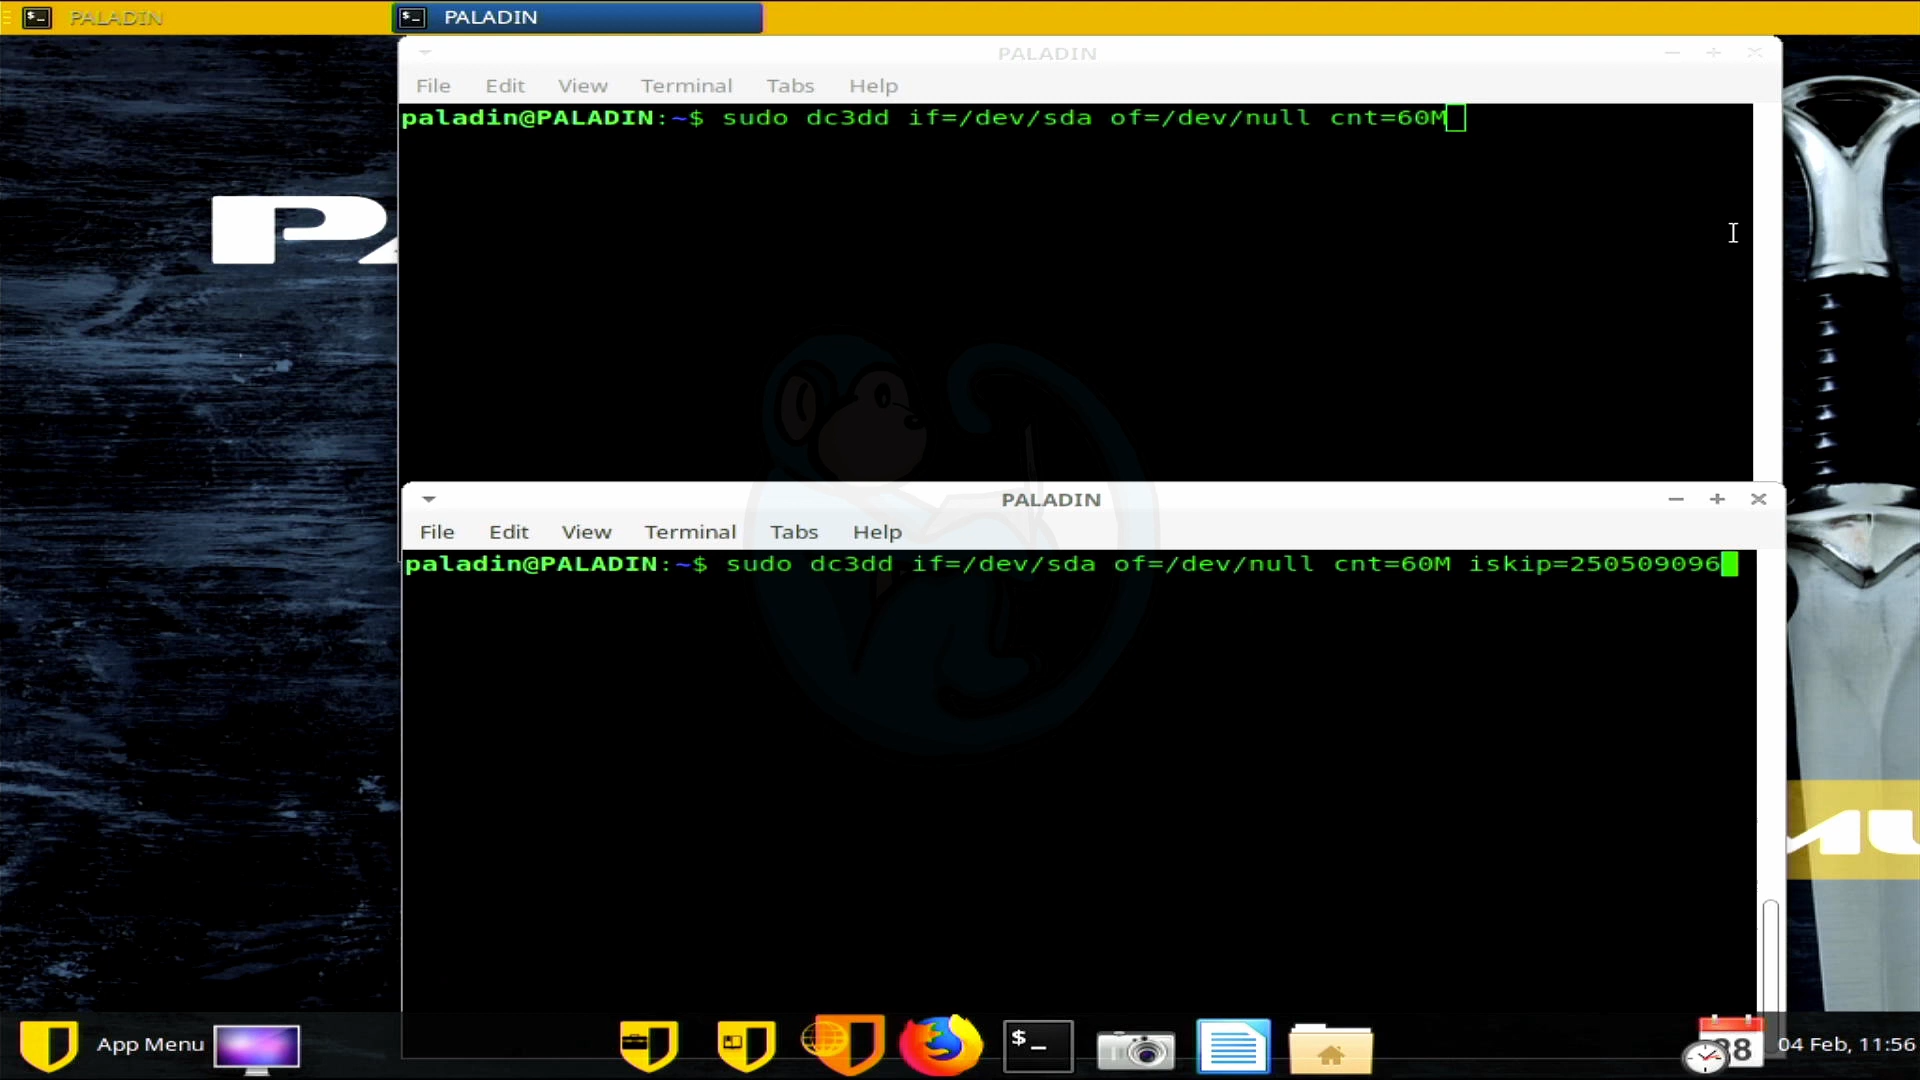 PALADIN
PALADIN
PALADIN
File Edit View Terminal Tabs Help
paladin@PALADIN:~$ sudo dc3dd if=/dev/sda of=/dev/null cnt=60M
PALADIN
File Edit View Terminal Tabs Help
paladin@PALADIN:~$ sudo dc3dd if=/dev/sda of=/dev/null cnt=60M iskip=250509096
App Menu
$_
04 Feb, 11:56